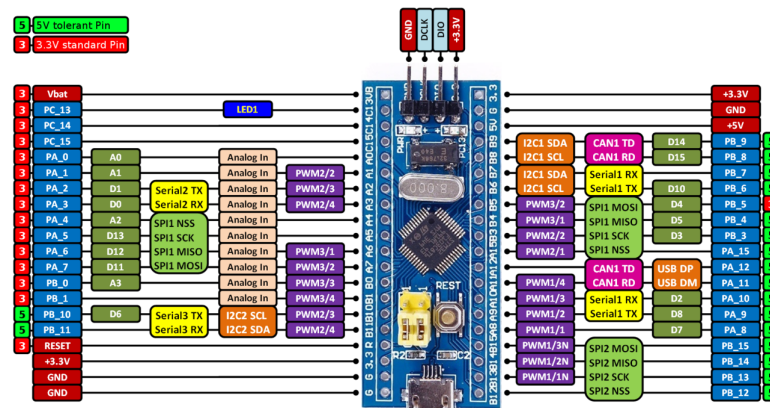 5 5V tolerant Pin
3 3.3V standard Pin
GND DCLK DIO +3.3V
3 Vbat
3 PC_13 LED1
3 PC_14
3 PC_15
3 PA_0 A0 Analog In
3 PA_1 A1 Analog In PWM2/2
3 PA_2 D1 Serial2 TX Analog In PWM2/3
3 PA_3 D0 Serial2 RX Analog In PWM2/4
3 PA_4 A2 SPI1 NSS Analog In
3 PA_5 D13 SPI1 SCK Analog In
3 PA_6 D12 SPI1 MISO Analog In PWM3/1
3 PA_7 D11 SPI1 MOSI Analog In PWM3/2
3 PB_0 A3 Analog In PWM3/3
3 PB_1 Analog In PWM3/4
5 PB_10 D6 Serial3 TX I2C2 SCL PWM2/3
5 PB_11 Serial3 RX I2C2 SDA PWM2/4
3 RESET
+3.3V
GND
GND
PWR
PC13
8.000
REST
R2
C2
+3.3V
GND
+5V
I2C1 SDA CAN1 TD D14 PB_9
I2C1 SCL CAN1 RD D15 PB_8
I2C1 SDA Serial1 RX PB_7
I2C1 SCL Serial1 TX D10 PB_6
PWM3/2 SPI1 MOSI D4 PB_5
PWM3/1 SPI1 MISO D5 PB_4
PWM2/2 SPI1 SCK D3 PB_3
PWM2/1 SPI1 NSS PA_15
CAN1 TD USB DP PA_12
PWM1/4 CAN1 RD USB DM PA_11
PWM1/3 Serial1 RX D2 PA_10
PWM1/2 Serial1 TX D8 PA_9
PWM1/1 D7 PA_8
PWM1/3N SPI2 MOSI PB_15
PWM1/2N SPI2 MISO PB_14
PWM1/1N SPI2 SCK PB_13
SPI2 NSS PB_12